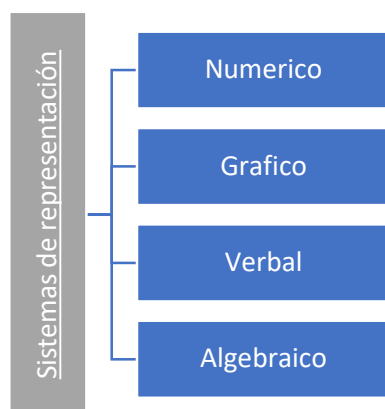 Sistemas de representación
Numerico
Grafico
Verbal
Algebraico